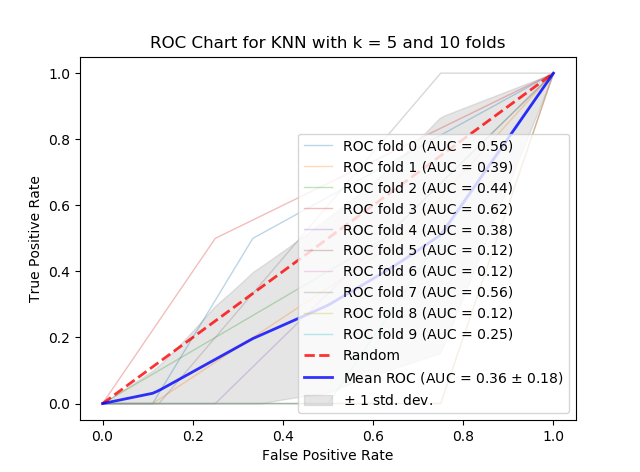 ROC Chart for KNN with k = 5 and 10 folds
True Positive Rate
1.0
0.8
0.6
0.4
0.2
0.0
ROC fold 0 (AUC = 0.56)
ROC fold 1 (AUC = 0.39)
ROC fold 2 (AUC = 0.44)
ROC fold 3 (AUC = 0.62)
ROC fold 4 (AUC = 0.38)
ROC fold 5 (AUC = 0.12)
ROC fold 6 (AUC = 0.12)
ROC fold 7 (AUC = 0.56)
ROC fold 8 (AUC = 0.12)
ROC fold 9 (AUC = 0.25)
Random
Mean ROC (AUC = 0.36 ± 0.18)
± 1 std. dev.
0.0 0.2 0.4 0.6 0.8 1.0
False Positive Rate